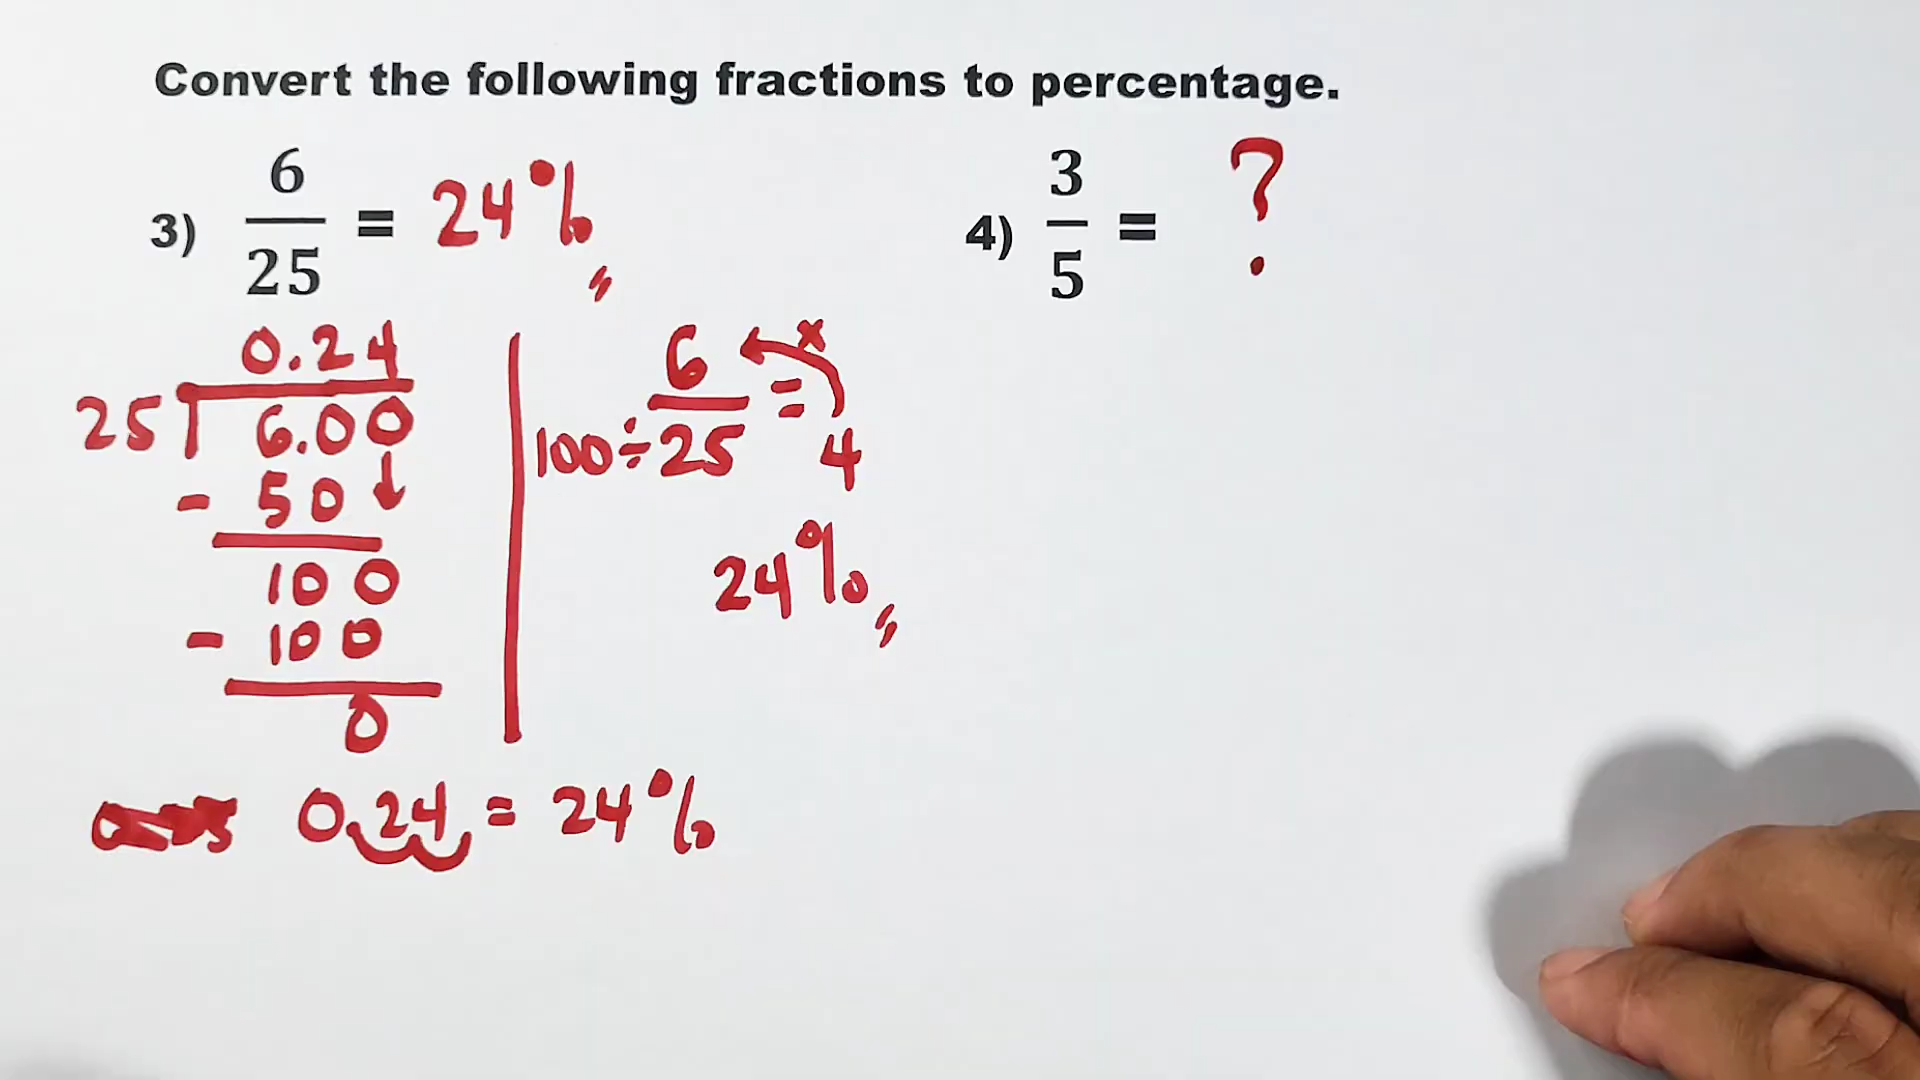 Convert the following fractions to percentage.
3) 6/25 = 24%
0.24
25 6.00
- 50
100
- 100
0
0.24 = 24%
6/25 = 4
100÷
×
24%
4) 3/5 = ?